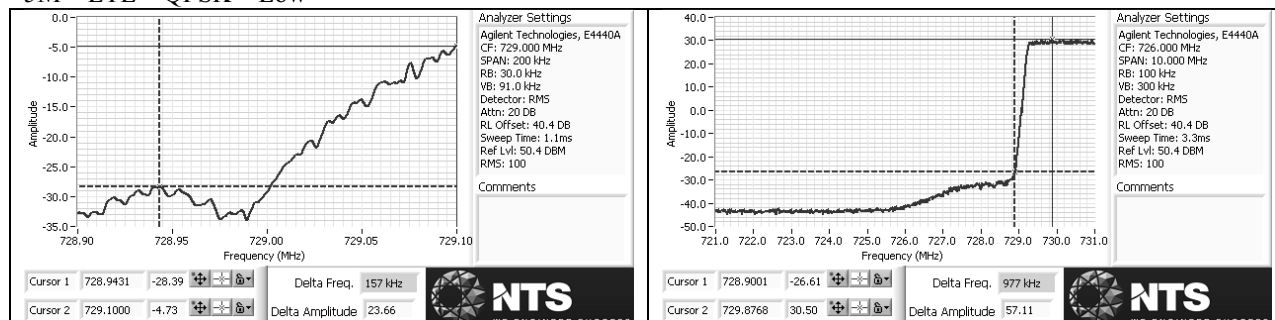 Analyzer Settings
Agilent Technologies, E4440A
CF: 729.000 MHz
SPAN: 200 kHz
RB: 30.0 kHz
VB: 91.0 kHz
Detector: RMS
Attn: 20 DB
RL Offset: 40.4 DB
Sweep Time: 1.1ms
Ref Lvl: 50.4 DBM
RMS: 100
Comments
Amplitude
0.0
-5.0
-10.0
-15.0
-20.0
-25.0
-30.0
-35.0
728.90 728.95 729.00 729.05 729.10
Frequency (MHz)
Cursor 1 728.9431 -28.39
Cursor 2 729.1000 -4.73
Delta Freq. 157 kHz
Delta Amplitude 23.66
NTS
Analyzer Settings
Agilent Technologies, E4440A
CF: 726.000 MHz
SPAN: 10.000 MHz
RB: 100 kHz
VB: 300 kHz
Detector: RMS
Attn: 20 DB
RL Offset: 40.4 DB
Sweep Time: 3.3ms
Ref Lvl: 50.4 DBM
RMS: 100
Comments
Amplitude
40.0
30.0
20.0
10.0
0.0
-10.0
-20.0
-30.0
-40.0
-50.0
721.0 722.0 723.0 724.0 725.0 726.0 727.0 728.0 729.0 730.0 731.0
Frequency (MHz)
Cursor 1 728.9001 -26.61
Cursor 2 729.8768 30.50
Delta Freq. 977 kHz
Delta Amplitude 57.11
NTS